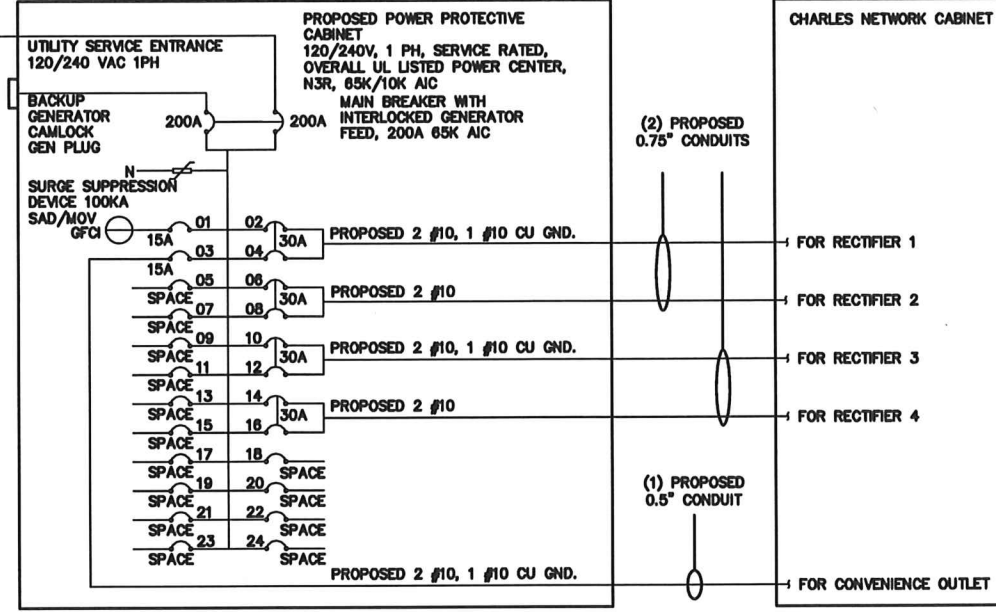 PROPOSED POWER PROTECTIVE
CABINET
120/240V, 1 PH, SERVICE RATED,
OVERALL UL LISTED POWER CENTER,
N3R, 65K/10K AIC
CHARLES NETWORK CABINET
UTILITY SERVICE ENTRANCE
120/240 VAC 1PH
BACKUP
GENERATOR
CAMLOCK
GEN PLUG
200A
200A
MAIN BREAKER WITH
INTERLOCKED GENERATOR
FEED, 200A 65K AIC
(2) PROPOSED
0.75" CONDUITS
N
SURGE SUPPRESSION
DEVICE 100KA
SAD/MOV
GFCI
15A
01
02
30A
PROPOSED 2 #10, 1 #10 CU GND.
FOR RECTIFIER 1
15A
03
04
SPACE
05
06
30A
PROPOSED 2 #10
FOR RECTIFIER 2
SPACE
07
08
SPACE
09
10
30A
PROPOSED 2 #10, 1 #10 CU GND.
FOR RECTIFIER 3
SPACE
11
12
SPACE
13
14
30A
PROPOSED 2 #10
FOR RECTIFIER 4
SPACE
15
16
SPACE
17
18
SPACE
SPACE
19
20
SPACE
SPACE
21
22
SPACE
SPACE
23
24
SPACE
(1) PROPOSED
0.5" CONDUIT
PROPOSED 2 #10, 1 #10 CU GND.
FOR CONVENIENCE OUTLET